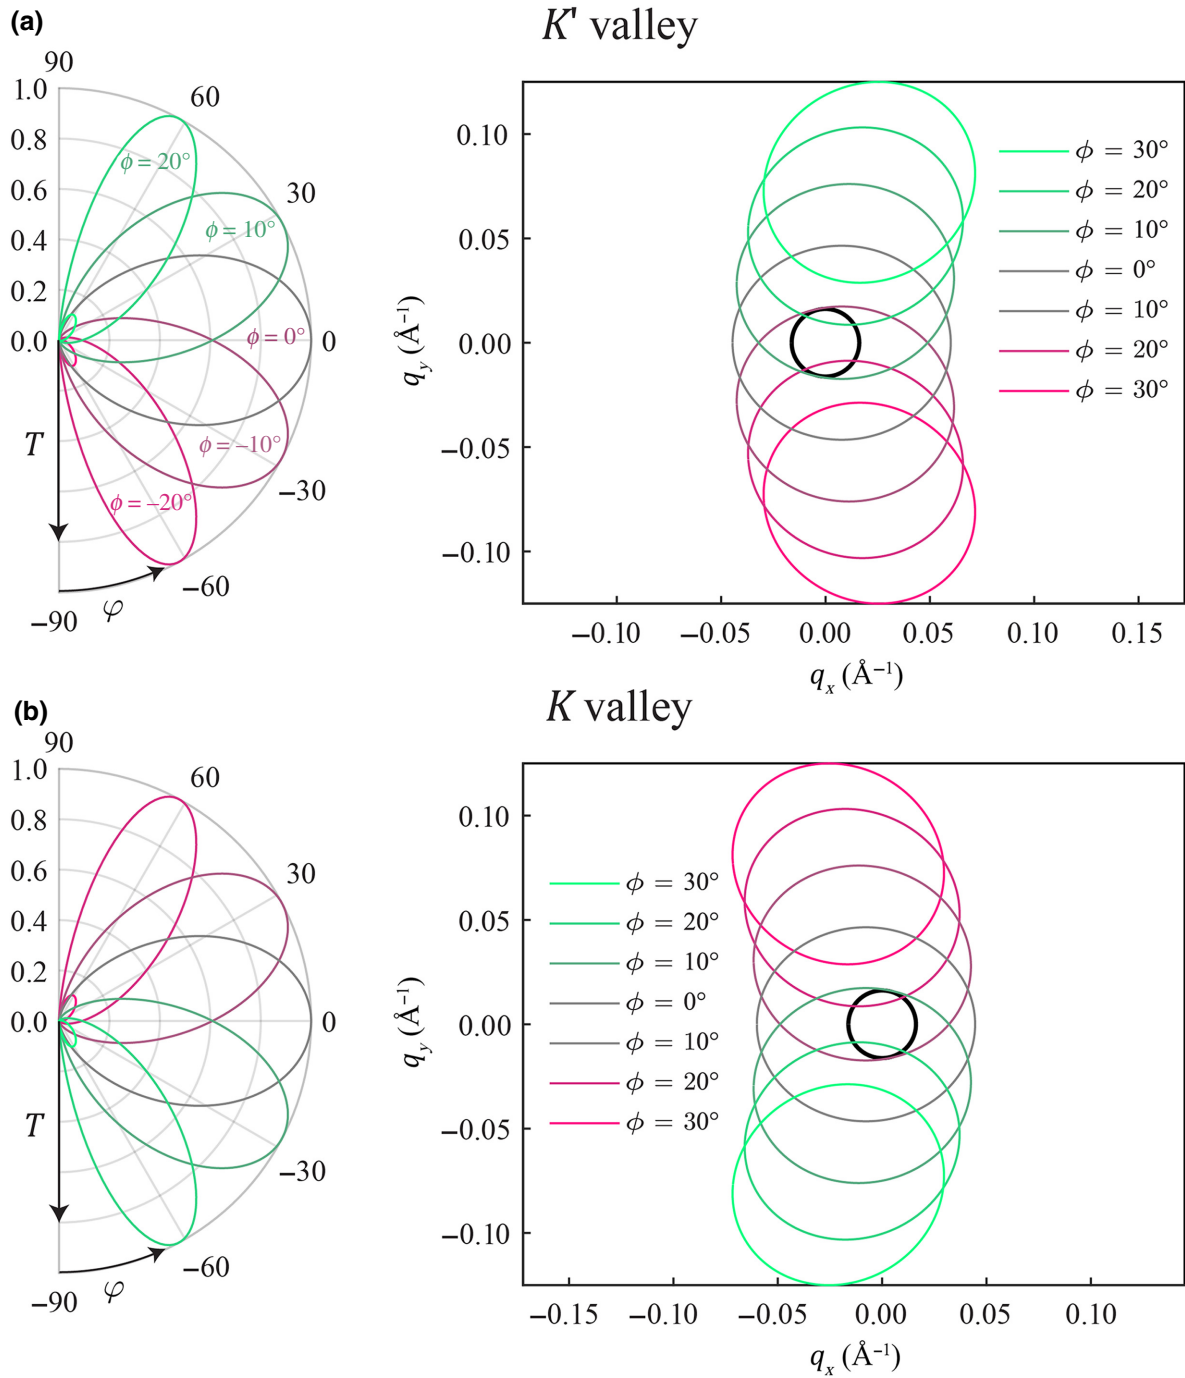 (a)
K' valley
90
1.0
0.8
0.6
0.4
0.2
0.0
60
30
0
−30
−60
−90
ϕ = 20°
ϕ = 10°
ϕ = 0°
ϕ = −10°
ϕ = −20°
T
φ
0.10
0.05
0.00
−0.05
−0.10
q_y (Å⁻¹)
ϕ = 30°
ϕ = 20°
ϕ = 10°
ϕ = 0°
ϕ = 10°
ϕ = 20°
ϕ = 30°
−0.10 −0.05 0.00 0.05 0.10 0.15
q_x (Å⁻¹)
(b)
K valley
90
1.0
0.8
0.6
0.4
0.2
0.0
60
30
0
−30
−60
−90
T
φ
0.10
0.05
0.00
−0.05
−0.10
q_y (Å⁻¹)
ϕ = 30°
ϕ = 20°
ϕ = 10°
ϕ = 0°
ϕ = 10°
ϕ = 20°
ϕ = 30°
−0.15 −0.10 −0.05 0.00 0.05 0.10
q_x (Å⁻¹)